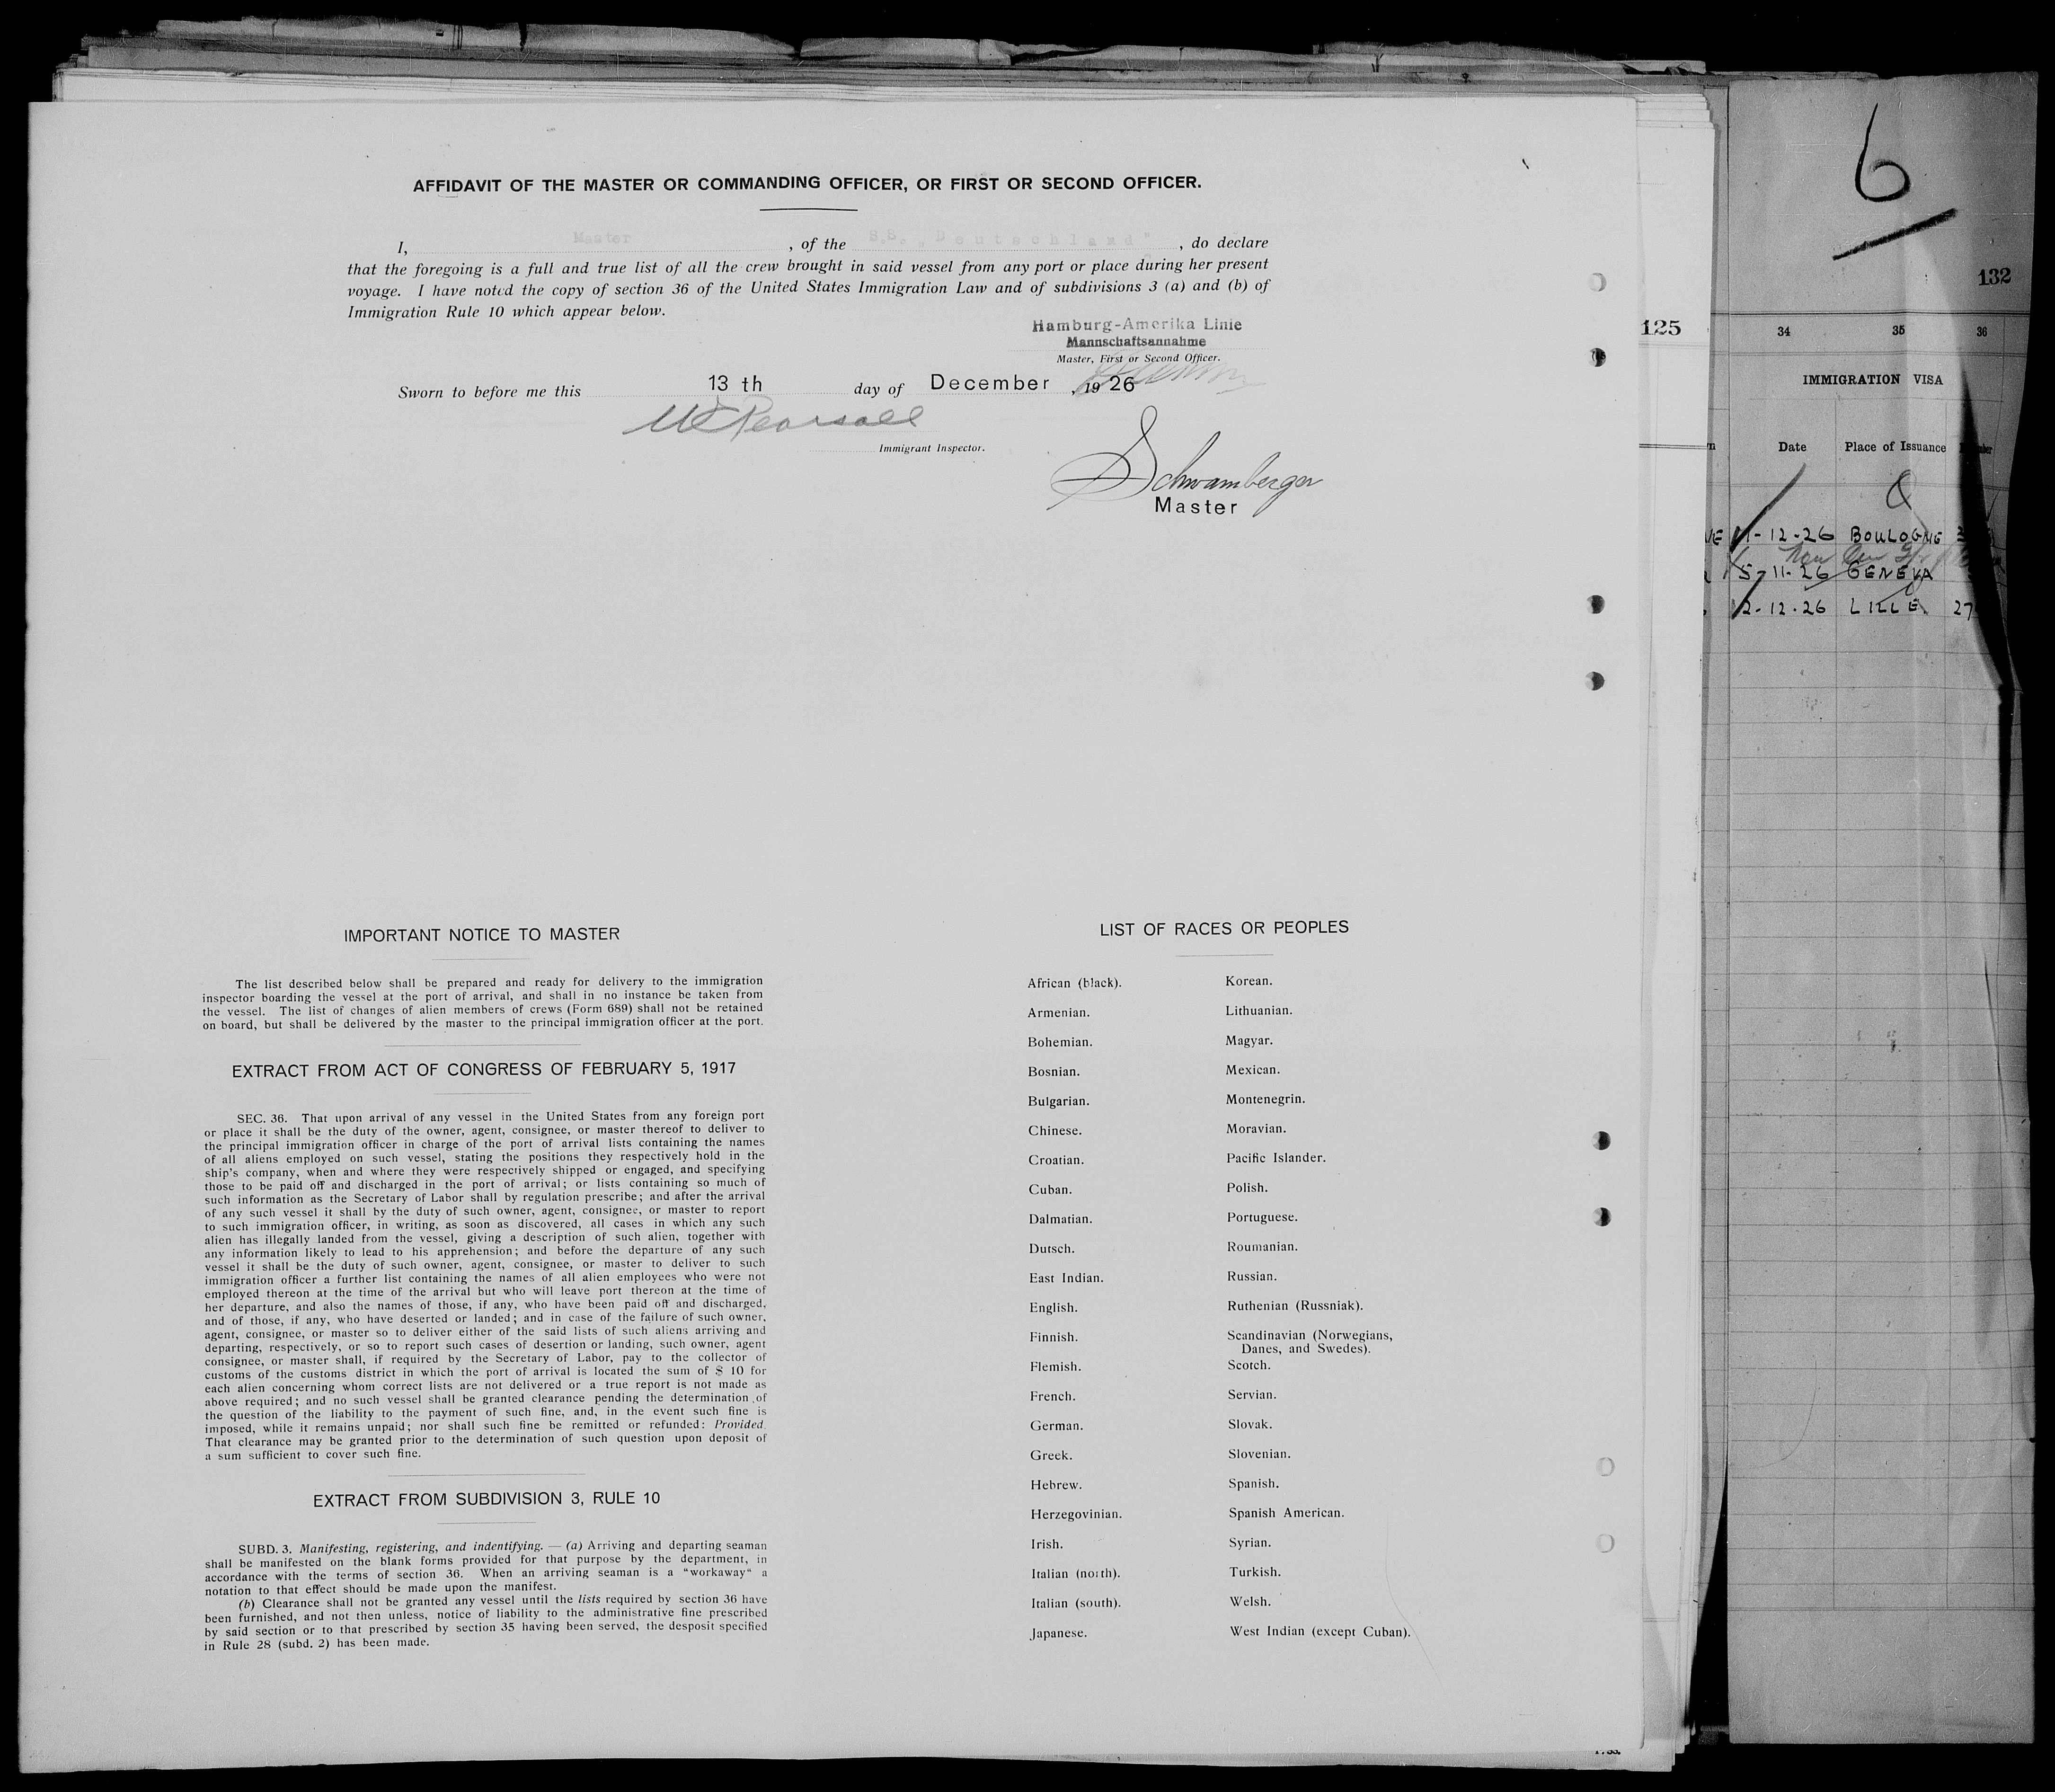 AFFIDAVIT OF THE MASTER OR COMMANDING OFFICER, OR FIRST OR SECOND OFFICER.
I, Master , of the S.S. „Deutschland" , do declare
that the foregoing is a full and true list of all the crew brought in said vessel from any port or place during her present
voyage. I have noted the copy of section 36 of the United States Immigration Law and of subdivisions 3 (a) and (b) of
Immigration Rule 10 which appear below.
Hamburg-Amerika Linie
Mannschaftsannahme
Master, First or Second Officer.
Sworn to before me this 13 th day of December , 19 26
Pearsall
Immigrant Inspector.
Schwamberger
Master
IMPORTANT NOTICE TO MASTER
The list described below shall be prepared and ready for delivery to the immigration
inspector boarding the vessel at the port of arrival, and shall in no instance be taken from
the vessel. The list of changes of alien members of crews (Form 689) shall not be retained
on board, but shall be delivered by the master to the principal immigration officer at the port.
EXTRACT FROM ACT OF CONGRESS OF FEBRUARY 5, 1917
SEC. 36. That upon arrival of any vessel in the United States from any foreign port
or place it shall be the duty of the owner, agent, consignee, or master thereof to deliver to
the principal immigration officer in charge of the port of arrival lists containing the names
of all aliens employed on such vessel, stating the positions they respectively hold in the
ship's company, when and where they were respectively shipped or engaged, and specifying
those to be paid off and discharged in the port of arrival; or lists containing so much of
such information as the Secretary of Labor shall by regulation prescribe; and after the arrival
of any such vessel it shall by the duty of such owner, agent, consignee, or master to report
to such immigration officer, in writing, as soon as discovered, all cases in which any such
alien has illegally landed from the vessel, giving a description of such alien, together with
any information likely to lead to his apprehension; and before the departure of any such
vessel it shall be the duty of such owner, agent, consignee, or master to deliver to such
immigration officer a further list containing the names of all alien employees who were not
employed thereon at the time of the arrival but who will leave port thereon at the time of
her departure, and also the names of those, if any, who have been paid off and discharged,
and of those, if any, who have deserted or landed; and in case of the failure of such owner,
agent, consignee, or master so to deliver either of the said lists of such aliens arriving and
departing, respectively, or so to report such cases of desertion or landing, such owner, agent
consignee, or master shall, if required by the Secretary of Labor, pay to the collector of
customs of the customs district in which the port of arrival is located the sum of $ 10 for
each alien concerning whom correct lists are not delivered or a true report is not made as
above required; and no such vessel shall be granted clearance pending the determination of
the question of the liability to the payment of such fine, and, in the event such fine is
imposed, while it remains unpaid; nor shall such fine be remitted or refunded: Provided,
That clearance may be granted prior to the determination of such question upon deposit of
a sum sufficient to cover such fine.
EXTRACT FROM SUBDIVISION 3, RULE 10
SUBD. 3. Manifesting, registering, and indentifying. — (a) Arriving and departing seaman
shall be manifested on the blank forms provided for that purpose by the department, in
accordance with the terms of section 36. When an arriving seaman is a "workaway" a
notation to that effect should be made upon the manifest.
(b) Clearance shall not be granted any vessel until the lists required by section 36 have
been furnished, and not then unless, notice of liability to the administrative fine prescribed
by said section or to that prescribed by section 35 having been served, the desposit specified
in Rule 28 (subd. 2) has been made.
LIST OF RACES OR PEOPLES
African (black).
Armenian.
Bohemian.
Bosnian.
Bulgarian.
Chinese.
Croatian.
Cuban.
Dalmatian.
Dutsch.
East Indian.
English.
Finnish.
Flemish.
French.
German.
Greek.
Hebrew.
Herzegovinian.
Irish.
Italian (north).
Italian (south).
Japanese.
Korean.
Lithuanian.
Magyar.
Mexican.
Montenegrin.
Moravian.
Pacific Islander.
Polish.
Portuguese.
Roumanian.
Russian.
Ruthenian (Russniak).
Scandinavian (Norwegians,
Danes, and Swedes).
Scotch.
Servian.
Slovak.
Slovenian.
Spanish.
Spanish American.
Syrian.
Turkish.
Welsh.
West Indian (except Cuban).
125
6
132
34 35 36
IMMIGRATION VISA
Date Place of Issuance
1-12-26 BOULOGNE
5-11-26 GENEVA
2-12-26 LILLE 27